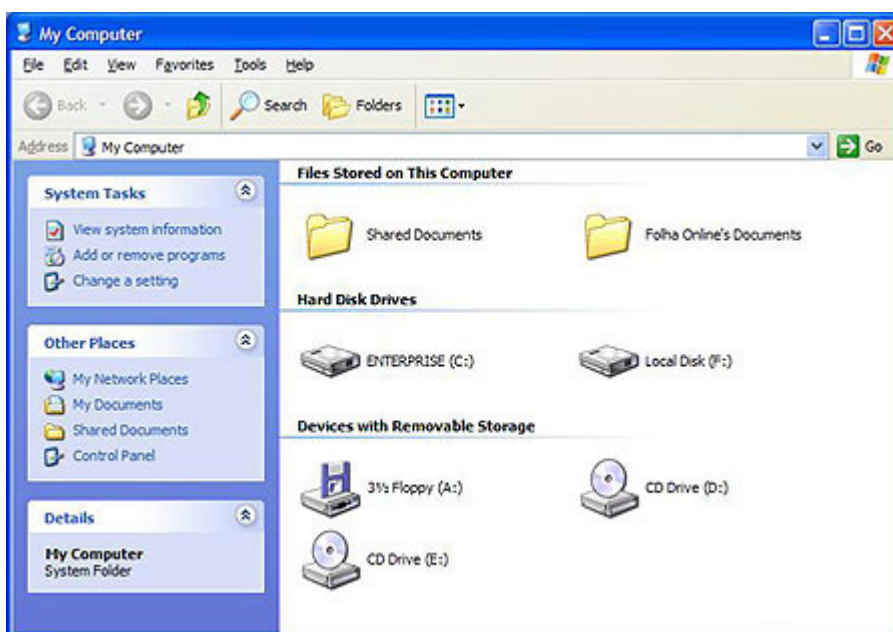 My Computer
File Edit View Favorites Tools Help
Back Search Folders
Address My Computer Go
System Tasks
View system information
Add or remove programs
Change a setting
Other Places
My Network Places
My Documents
Shared Documents
Control Panel
Details
My Computer
System Folder
Files Stored on This Computer
Shared Documents Folha Online's Documents
Hard Disk Drives
ENTERPRISE (C:) Local Disk (F:)
Devices with Removable Storage
3½ Floppy (A:) CD Drive (D:)
CD Drive (E:)